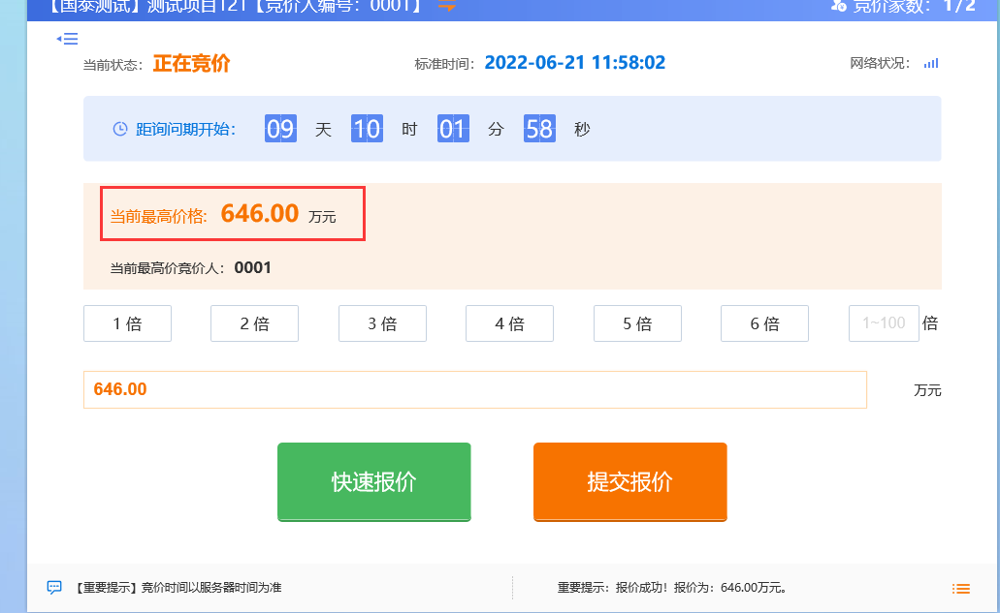 【国泰测试】测试项目121【竞价人编号：0001】
竞价家数：1/2
当前状态：正在竞价
标准时间：2022-06-21 11:58:02
网络状况：
距询问期开始：09 天 10 时 01 分 58 秒
当前最高价格：646.00 万元
当前最高价竞价人：0001
1 倍 2 倍 3 倍 4 倍 5 倍 6 倍 1~100 倍
646.00 万元
快速报价 提交报价
【重要提示】竞价时间以服务器时间为准
重要提示：报价成功！报价为：646.00万元。